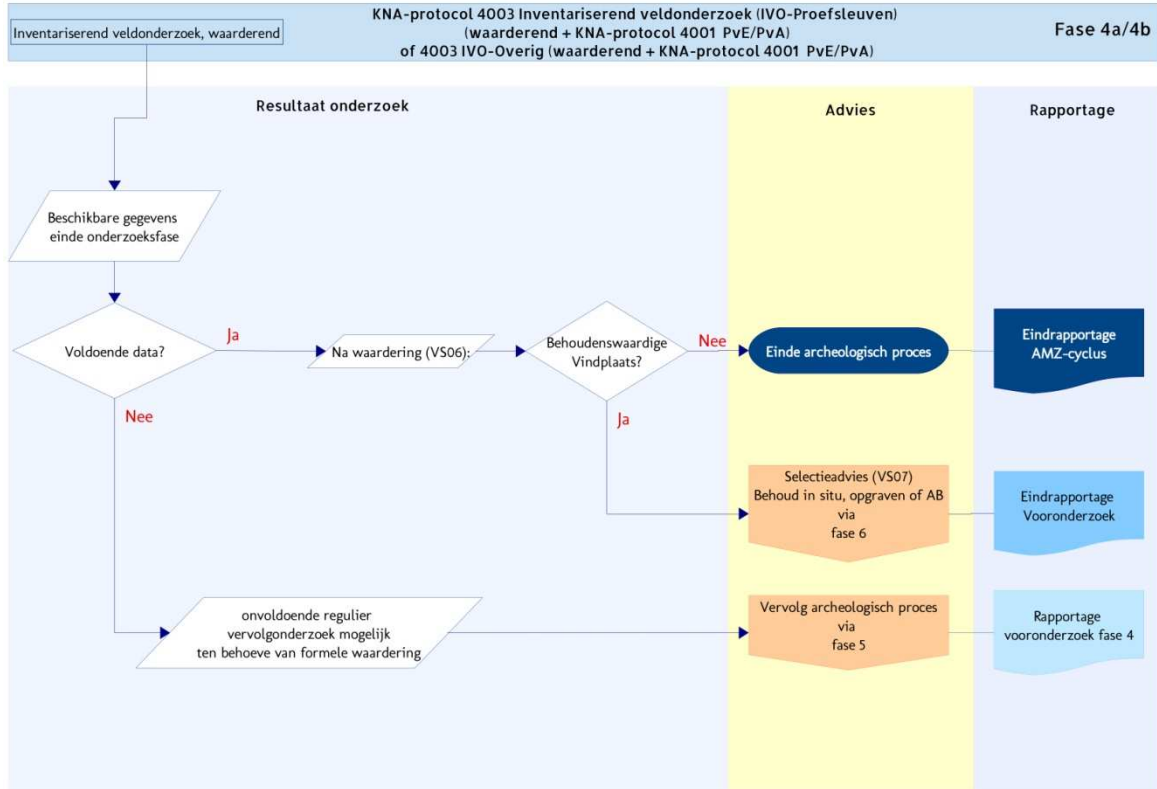 Inventariserend veldonderzoek, waarderend
KNA-protocol 4003 Inventariserend veldonderzoek (IVO-Proefsleuven)
(waarderend + KNA-protocol 4001 PvE/PvA)
of 4003 IVO-Overig (waarderend + KNA-protocol 4001 PvE/PvA)
Fase 4a/4b
Resultaat onderzoek
Advies
Rapportage
Beschikbare gegevens
einde onderzoeksfase
Voldoende data?
Ja
Na waardering (VS06):
Behoudenswaardige
Vindplaats?
Nee
Einde archeologisch proces
Eindrapportage
AMZ-cyclus
Nee
Ja
Selectieadvies (VS07)
Behoud in situ, opgraven of AB
via
fase 6
Eindrapportage
Vooronderzoek
onvoldoende regulier
vervolgonderzoek mogelijk
ten behoeve van formele waardering
Vervolg archeologisch proces
via
fase 5
Rapportage
vooronderzoek fase 4